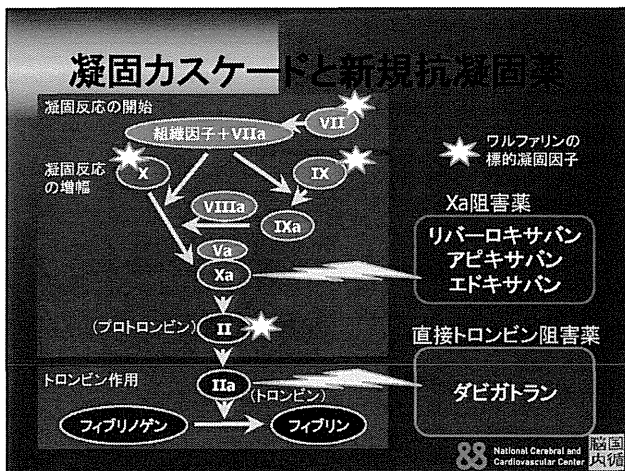 凝固カスケードと新規抗凝固薬
凝固反応の開始
組織因子+VIIa
VII
ワルファリンの
標的凝固因子
凝固反応
の増幅
X
IX
VIIIa
IXa
Va
Xa
Xa阻害薬
リバーロキサバン
アピキサバン
エドキサバン
(プロトロンビン)
II
直接トロンビン阻害薬
トロンビン作用
IIa
(トロンビン)
ダビガトラン
フィブリノゲン
フィブリン
National Cerebral and
Cardiovascular Center
脳国
内循